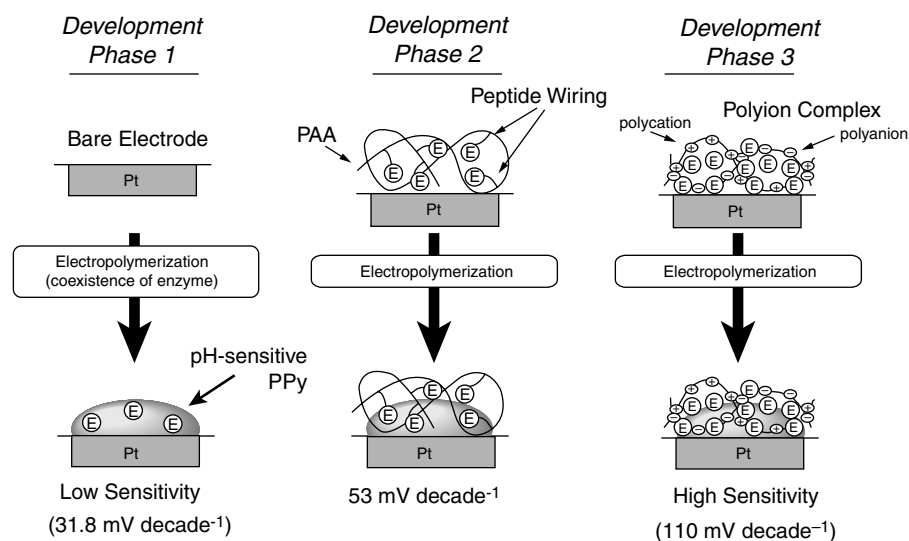 Development
Phase 1
Bare Electrode
Pt
Electropolymerization
(coexistence of enzyme)
pH-sensitive
PPy
E
E
E
Pt
Low Sensitivity
(31.8 mV decade⁻¹)
Development
Phase 2
Peptide Wiring
PAA
E
E
E
E
E
Pt
Electropolymerization
E
E
E
E
E
Pt
53 mV decade⁻¹
Development
Phase 3
Polyion Complex
polycation
polyanion
+ + − −
+ − E E E + −
− E E − + E E +
E − − E − + E
Pt
Electropolymerization
Pt
High Sensitivity
(110 mV decade⁻¹)